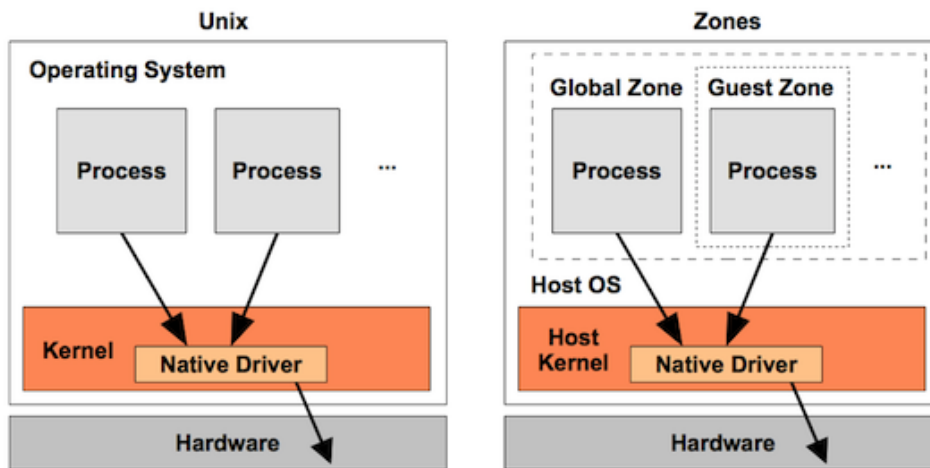 Unix
Operating System
Process
Process
...
Kernel
Native Driver
Hardware
Zones
Global Zone
Guest Zone
Process
Process
...
Host OS
Host
Kernel
Native Driver
Hardware